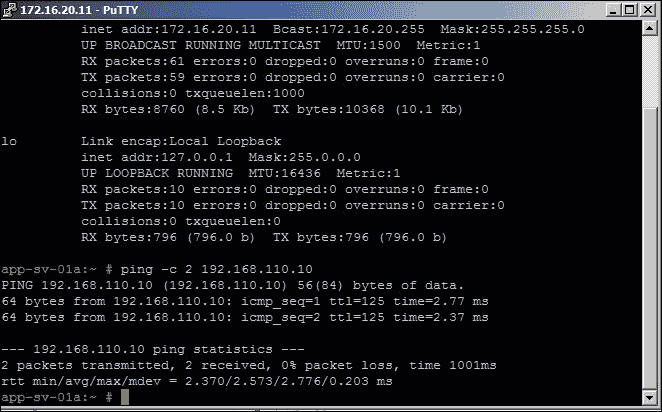 172.16.20.11 - PuTTY
inet addr:172.16.20.11  Bcast:172.16.20.255  Mask:255.255.255.0
UP BROADCAST RUNNING MULTICAST  MTU:1500  Metric:1
RX packets:61 errors:0 dropped:0 overruns:0 frame:0
TX packets:59 errors:0 dropped:0 overruns:0 carrier:0
collisions:0 txqueuelen:1000
RX bytes:8760 (8.5 Kb)  TX bytes:10368 (10.1 Kb)
lo        Link encap:Local Loopback
inet addr:127.0.0.1  Mask:255.0.0.0
UP LOOPBACK RUNNING  MTU:16436  Metric:1
RX packets:10 errors:0 dropped:0 overruns:0 frame:0
TX packets:10 errors:0 dropped:0 overruns:0 carrier:0
collisions:0 txqueuelen:0
RX bytes:796 (796.0 b)  TX bytes:796 (796.0 b)
app-sv-01a:~ # ping -c 2 192.168.110.10
PING 192.168.110.10 (192.168.110.10) 56(84) bytes of data.
64 bytes from 192.168.110.10: icmp_seq=1 ttl=125 time=2.77 ms
64 bytes from 192.168.110.10: icmp_seq=2 ttl=125 time=2.37 ms
--- 192.168.110.10 ping statistics ---
2 packets transmitted, 2 received, 0% packet loss, time 1001ms
rtt min/avg/max/mdev = 2.370/2.573/2.776/0.203 ms
app-sv-01a:~ #